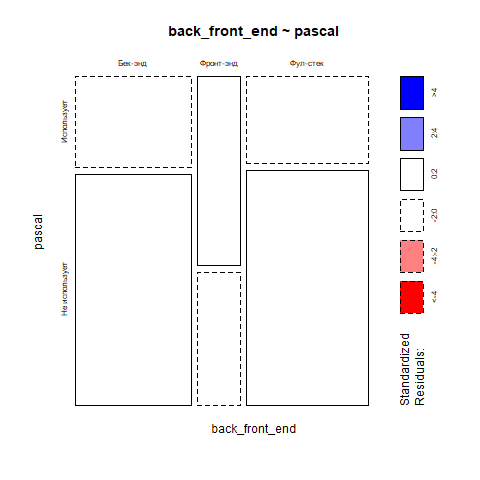 back_front_end ~ pascal
Бек-энд Фронт-энд Фул-стек
Использует
Не использует
pascal
back_front_end
>4
2:4
0:2
-2:0
-4:-2
<-4
Standardized
Residuals: